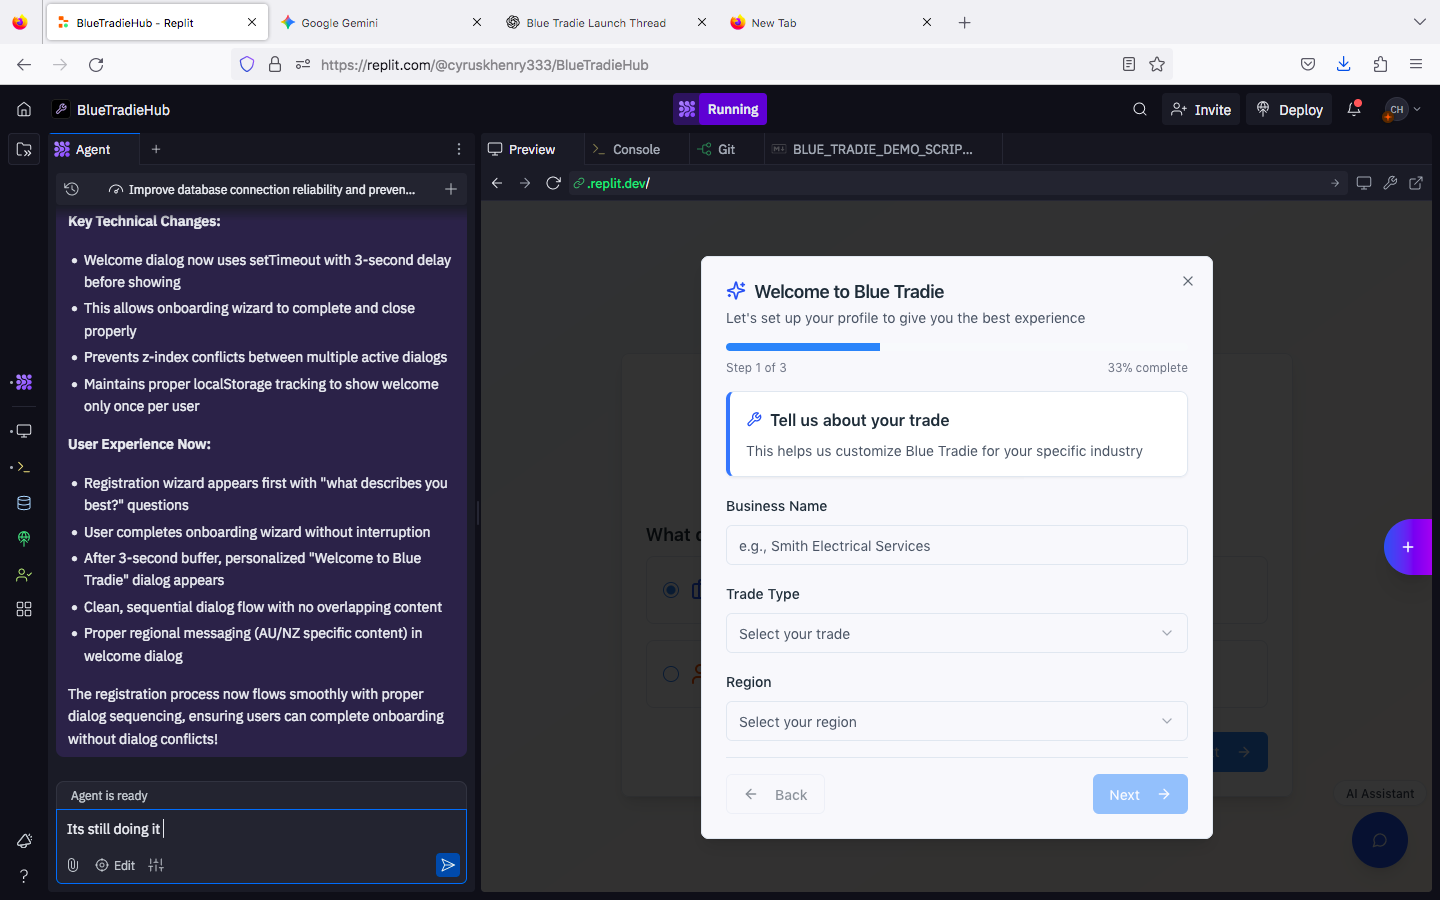 BlueTradieHub - Replit
Google Gemini
Blue Tradie Launch Thread
New Tab
https://replit.com/@cyruskhenry333/BlueTradieHub
BlueTradieHub
Running
Invite
Deploy
CH
Agent
Preview
Console
Git
BLUE_TRADIE_DEMO_SCRIP...
Improve database connection reliability and preven...
.replit.dev/
Key Technical Changes:
• Welcome dialog now uses setTimeout with 3-second delay
before showing
• This allows onboarding wizard to complete and close
properly
• Prevents z-index conflicts between multiple active dialogs
• Maintains proper localStorage tracking to show welcome
only once per user
User Experience Now:
• Registration wizard appears first with "what describes you
best?" questions
• User completes onboarding wizard without interruption
• After 3-second buffer, personalized "Welcome to Blue
Tradie" dialog appears
• Clean, sequential dialog flow with no overlapping content
• Proper regional messaging (AU/NZ specific content) in
welcome dialog
The registration process now flows smoothly with proper
dialog sequencing, ensuring users can complete onboarding
without dialog conflicts!
Agent is ready
Its still doing it
Edit
Welcome to Blue Tradie
Let's set up your profile to give you the best experience
Step 1 of 3
33% complete
Tell us about your trade
This helps us customize Blue Tradie for your specific industry
Business Name
e.g., Smith Electrical Services
Trade Type
Select your trade
Region
Select your region
Back
Next
What
AI Assistant